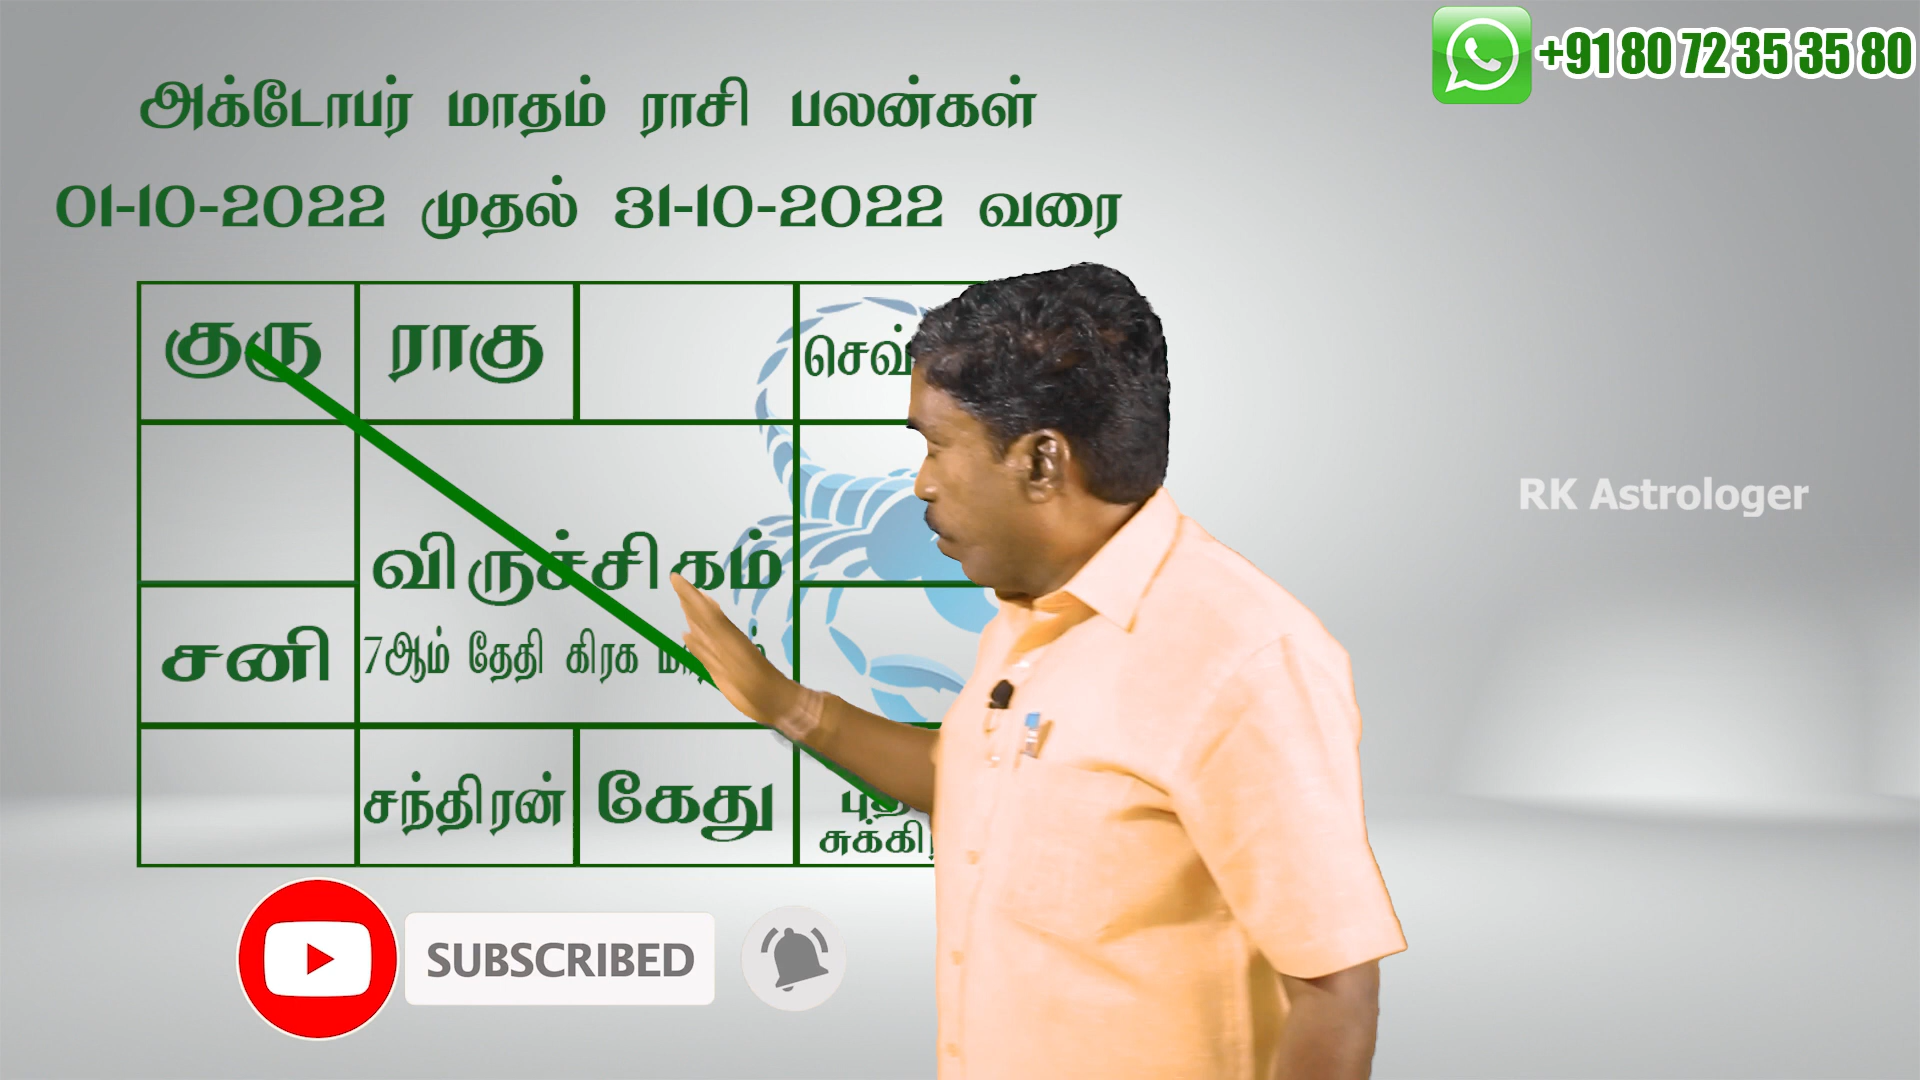 +91 80 72 35 35 80
அக்டோபர் மாதம் ராசி பலன்கள்
01-10-2022 முதல் 31-10-2022 வரை
குரு ராகு
விருச்சிகம்
RK Astrologer
சனி
7ஆம் தேதி கிரக
சந்திரன் கேது
SUBSCRIBED